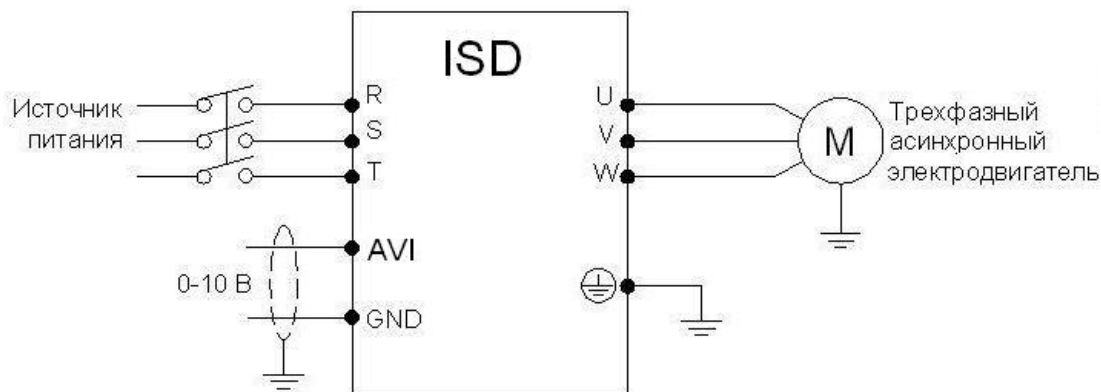 ISD
Источник
питания
R
S
T
U
V
W
M
Трехфазный
асинхронный
электродвигатель
AVI
0-10 В
GND